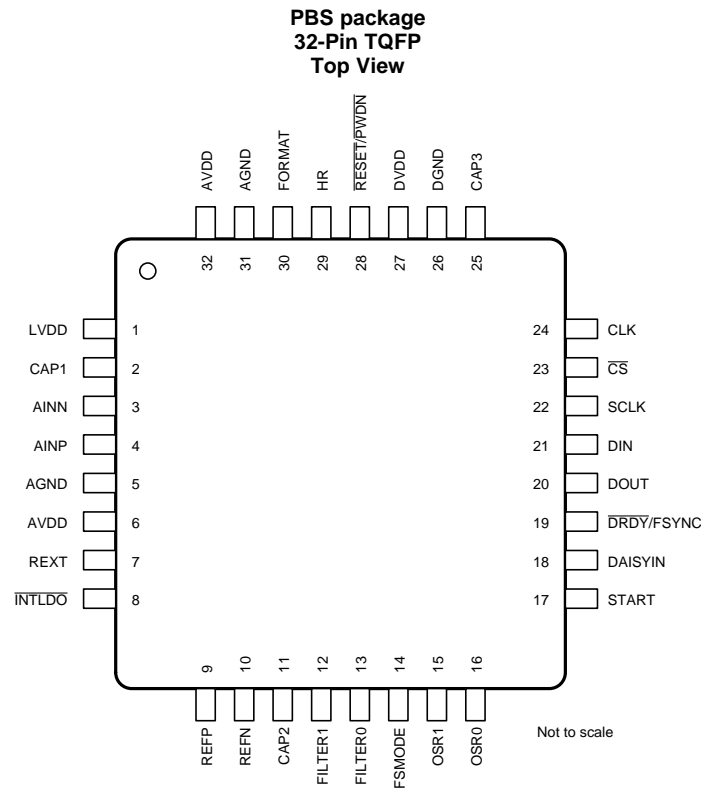 PBS package
32-Pin TQFP
Top View
AVDD
AGND
FORMAT
HR
RESET/PWDN
DVDD
DGND
CAP3
32
31
30
29
28
27
26
25
LVDD 1
CAP1 2
AINN 3
AINP 4
AGND 5
AVDD 6
REXT 7
INTLDO 8
24 CLK
23 CS
22 SCLK
21 DIN
20 DOUT
19 DRDY/FSYNC
18 DAISYIN
17 START
9
10
11
12
13
14
15
16
REFP
REFN
CAP2
FILTER1
FILTER0
FSMODE
OSR1
OSR0
Not to scale